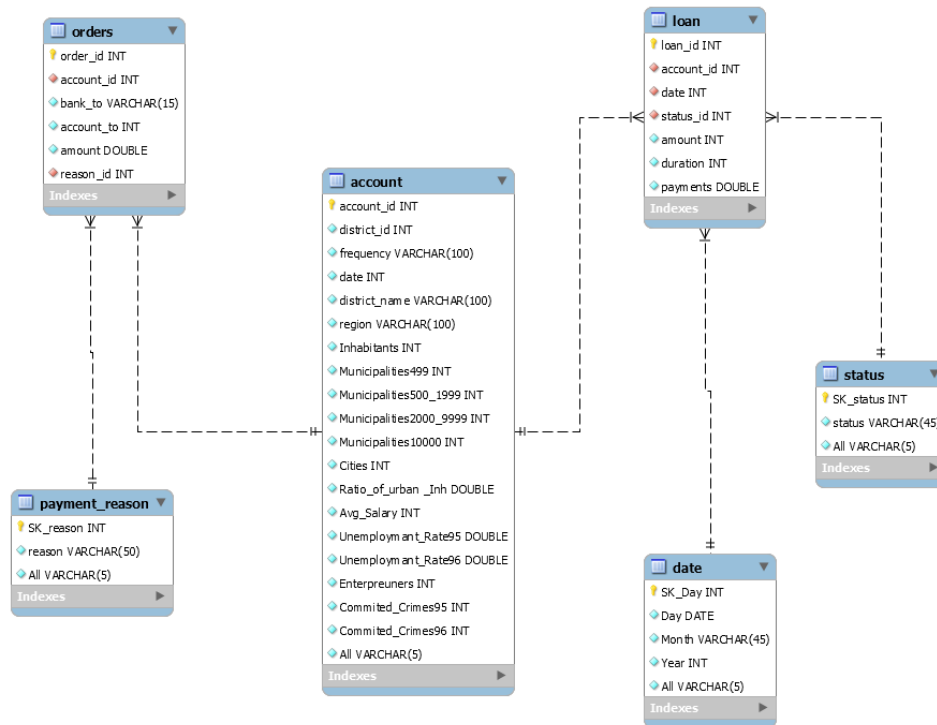 orders
order_id INT
account_id INT
bank_to VARCHAR(15)
account_to INT
amount DOUBLE
reason_id INT
Indexes
loan
loan_id INT
account_id INT
date INT
status_id INT
amount INT
duration INT
payments DOUBLE
Indexes
account
account_id INT
district_id INT
frequency VARCHAR(100)
date INT
district_name VARCHAR(100)
region VARCHAR(100)
Inhabitants INT
Municipalities499 INT
Municipalities500_1999 INT
Municipalities2000_9999 INT
Municipalities10000 INT
Cities INT
Ratio_of_urban _Inh DOUBLE
Avg_Salary INT
Unemploymant_Rate95 DOUBLE
Unemploymant_Rate96 DOUBLE
Enterpreuners INT
Commited_Crimes95 INT
Commited_Crimes96 INT
All VARCHAR(5)
Indexes
status
SK_status INT
status VARCHAR(45)
All VARCHAR(5)
Indexes
payment_reason
SK_reason INT
reason VARCHAR(50)
All VARCHAR(5)
Indexes
date
SK_Day INT
Day DATE
Month VARCHAR(45)
Year INT
All VARCHAR(5)
Indexes